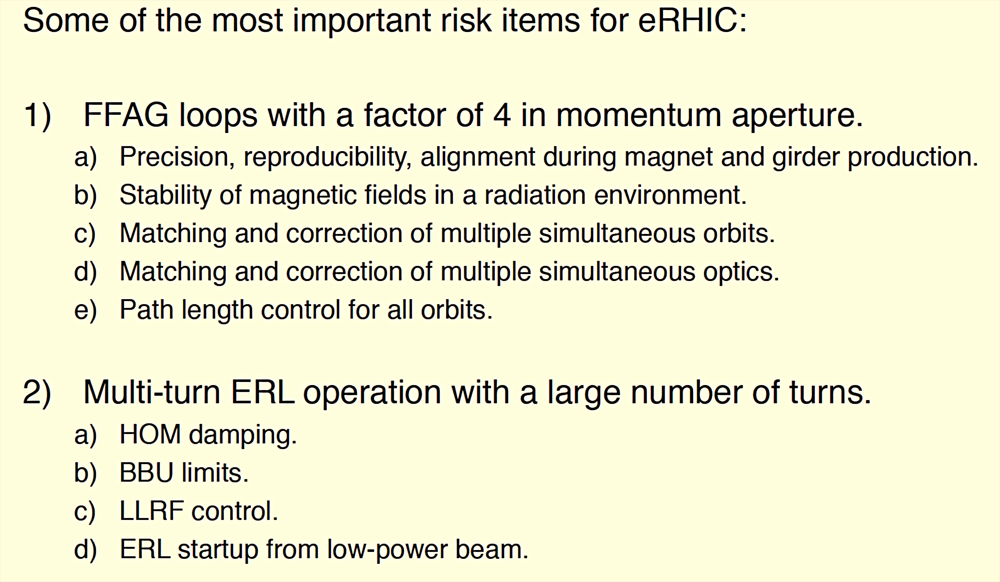 Some of the most important risk items for eRHIC:
1) FFAG loops with a factor of 4 in momentum aperture.
a) Precision, reproducibility, alignment during magnet and girder production.
b) Stability of magnetic fields in a radiation environment.
c) Matching and correction of multiple simultaneous orbits.
d) Matching and correction of multiple simultaneous optics.
e) Path length control for all orbits.
2) Multi-turn ERL operation with a large number of turns.
a) HOM damping.
b) BBU limits.
c) LLRF control.
d) ERL startup from low-power beam.